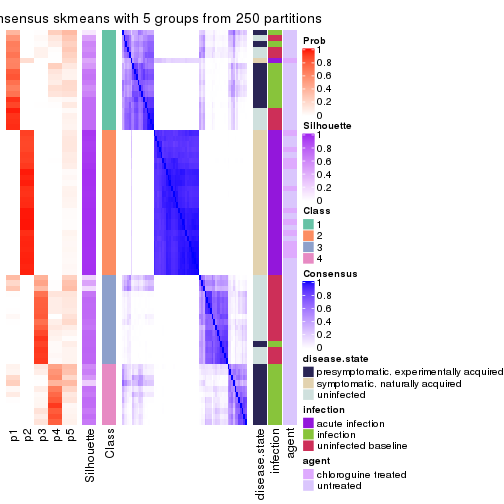 nsensus skmeans with 5 groups from 250 partitions
Prob
1
0.8
0.6
0.4
0.2
0
Silhouette
1
0.8
0.6
0.4
0.2
0
Class
1
2
3
4
Consensus
1
0.8
0.6
0.4
0.2
0
disease.state
presymptomatic. experimentally acquired
symptomatic. naturally acquired
uninfected
infection
acute infection
infection
uninfected baseline
agent
chloroguine treated
untreated
p1
p2
p3
p4
p5
Silhouette
Class
disease.state
infection
agent